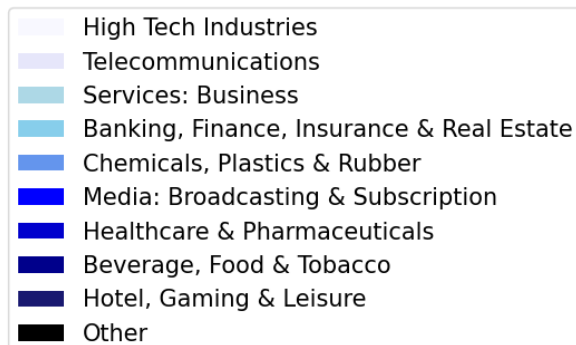 High Tech Industries
Telecommunications
Services: Business
Banking, Finance, Insurance & Real Estate
Chemicals, Plastics & Rubber
Media: Broadcasting & Subscription
Healthcare & Pharmaceuticals
Beverage, Food & Tobacco
Hotel, Gaming & Leisure
Other